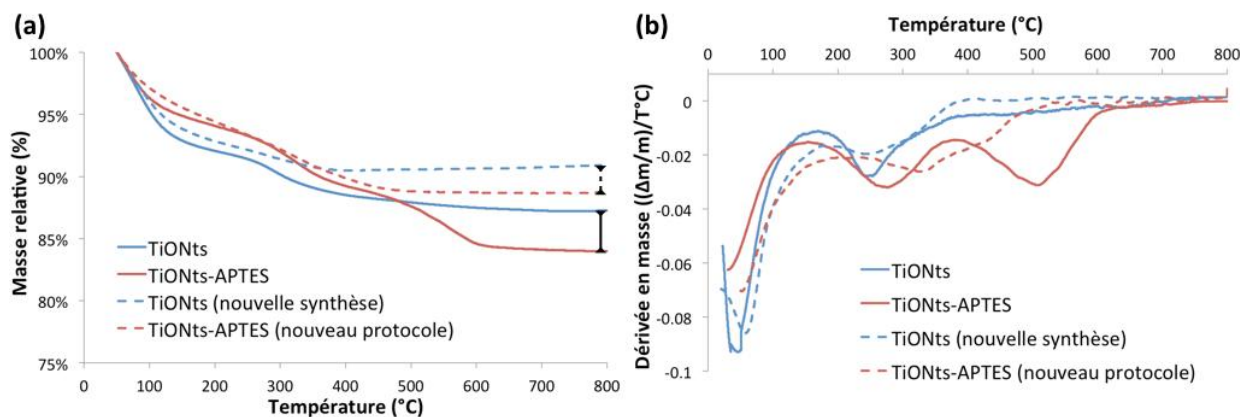 (a)
100%
95%
90%
85%
80%
75%
Masse relative (%)
TiONts
TiONts-APTES
TiONts (nouvelle synthèse)
TiONts-APTES (nouveau protocole)
0 100 200 300 400 500 600 700 800
Température (°C)
(b)
Température (°C)
0 100 200 300 400 500 600 700 800
0
-0.02
-0.04
-0.06
-0.08
-0.1
Dérivée en masse ((Δm/m)/T°C)
TiONts
TiONts-APTES
TiONts (nouvelle synthèse)
TiONts-APTES (nouveau protocole)